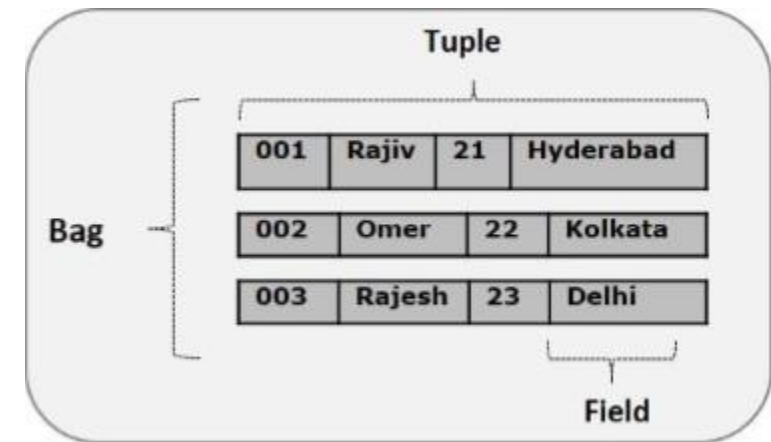 Tuple
001 Rajiv 21 Hyderabad
Bag
002 Omer 22 Kolkata
003 Rajesh 23 Delhi
Field